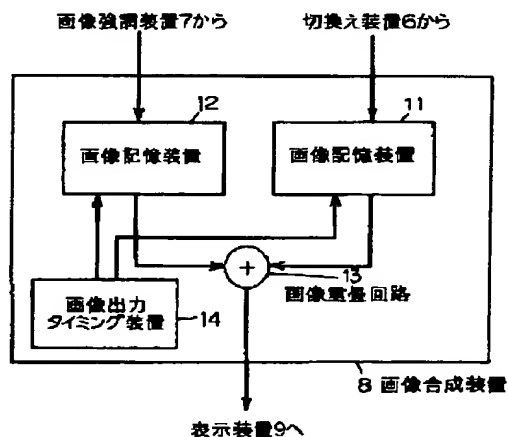 画像強調装置7から
切換え装置6から
12
11
画像記憶装置
画像記憶装置
+
13
画像重畳回路
画像出力
タイミング装置
14
8 画像合成装置
表示装置9へ